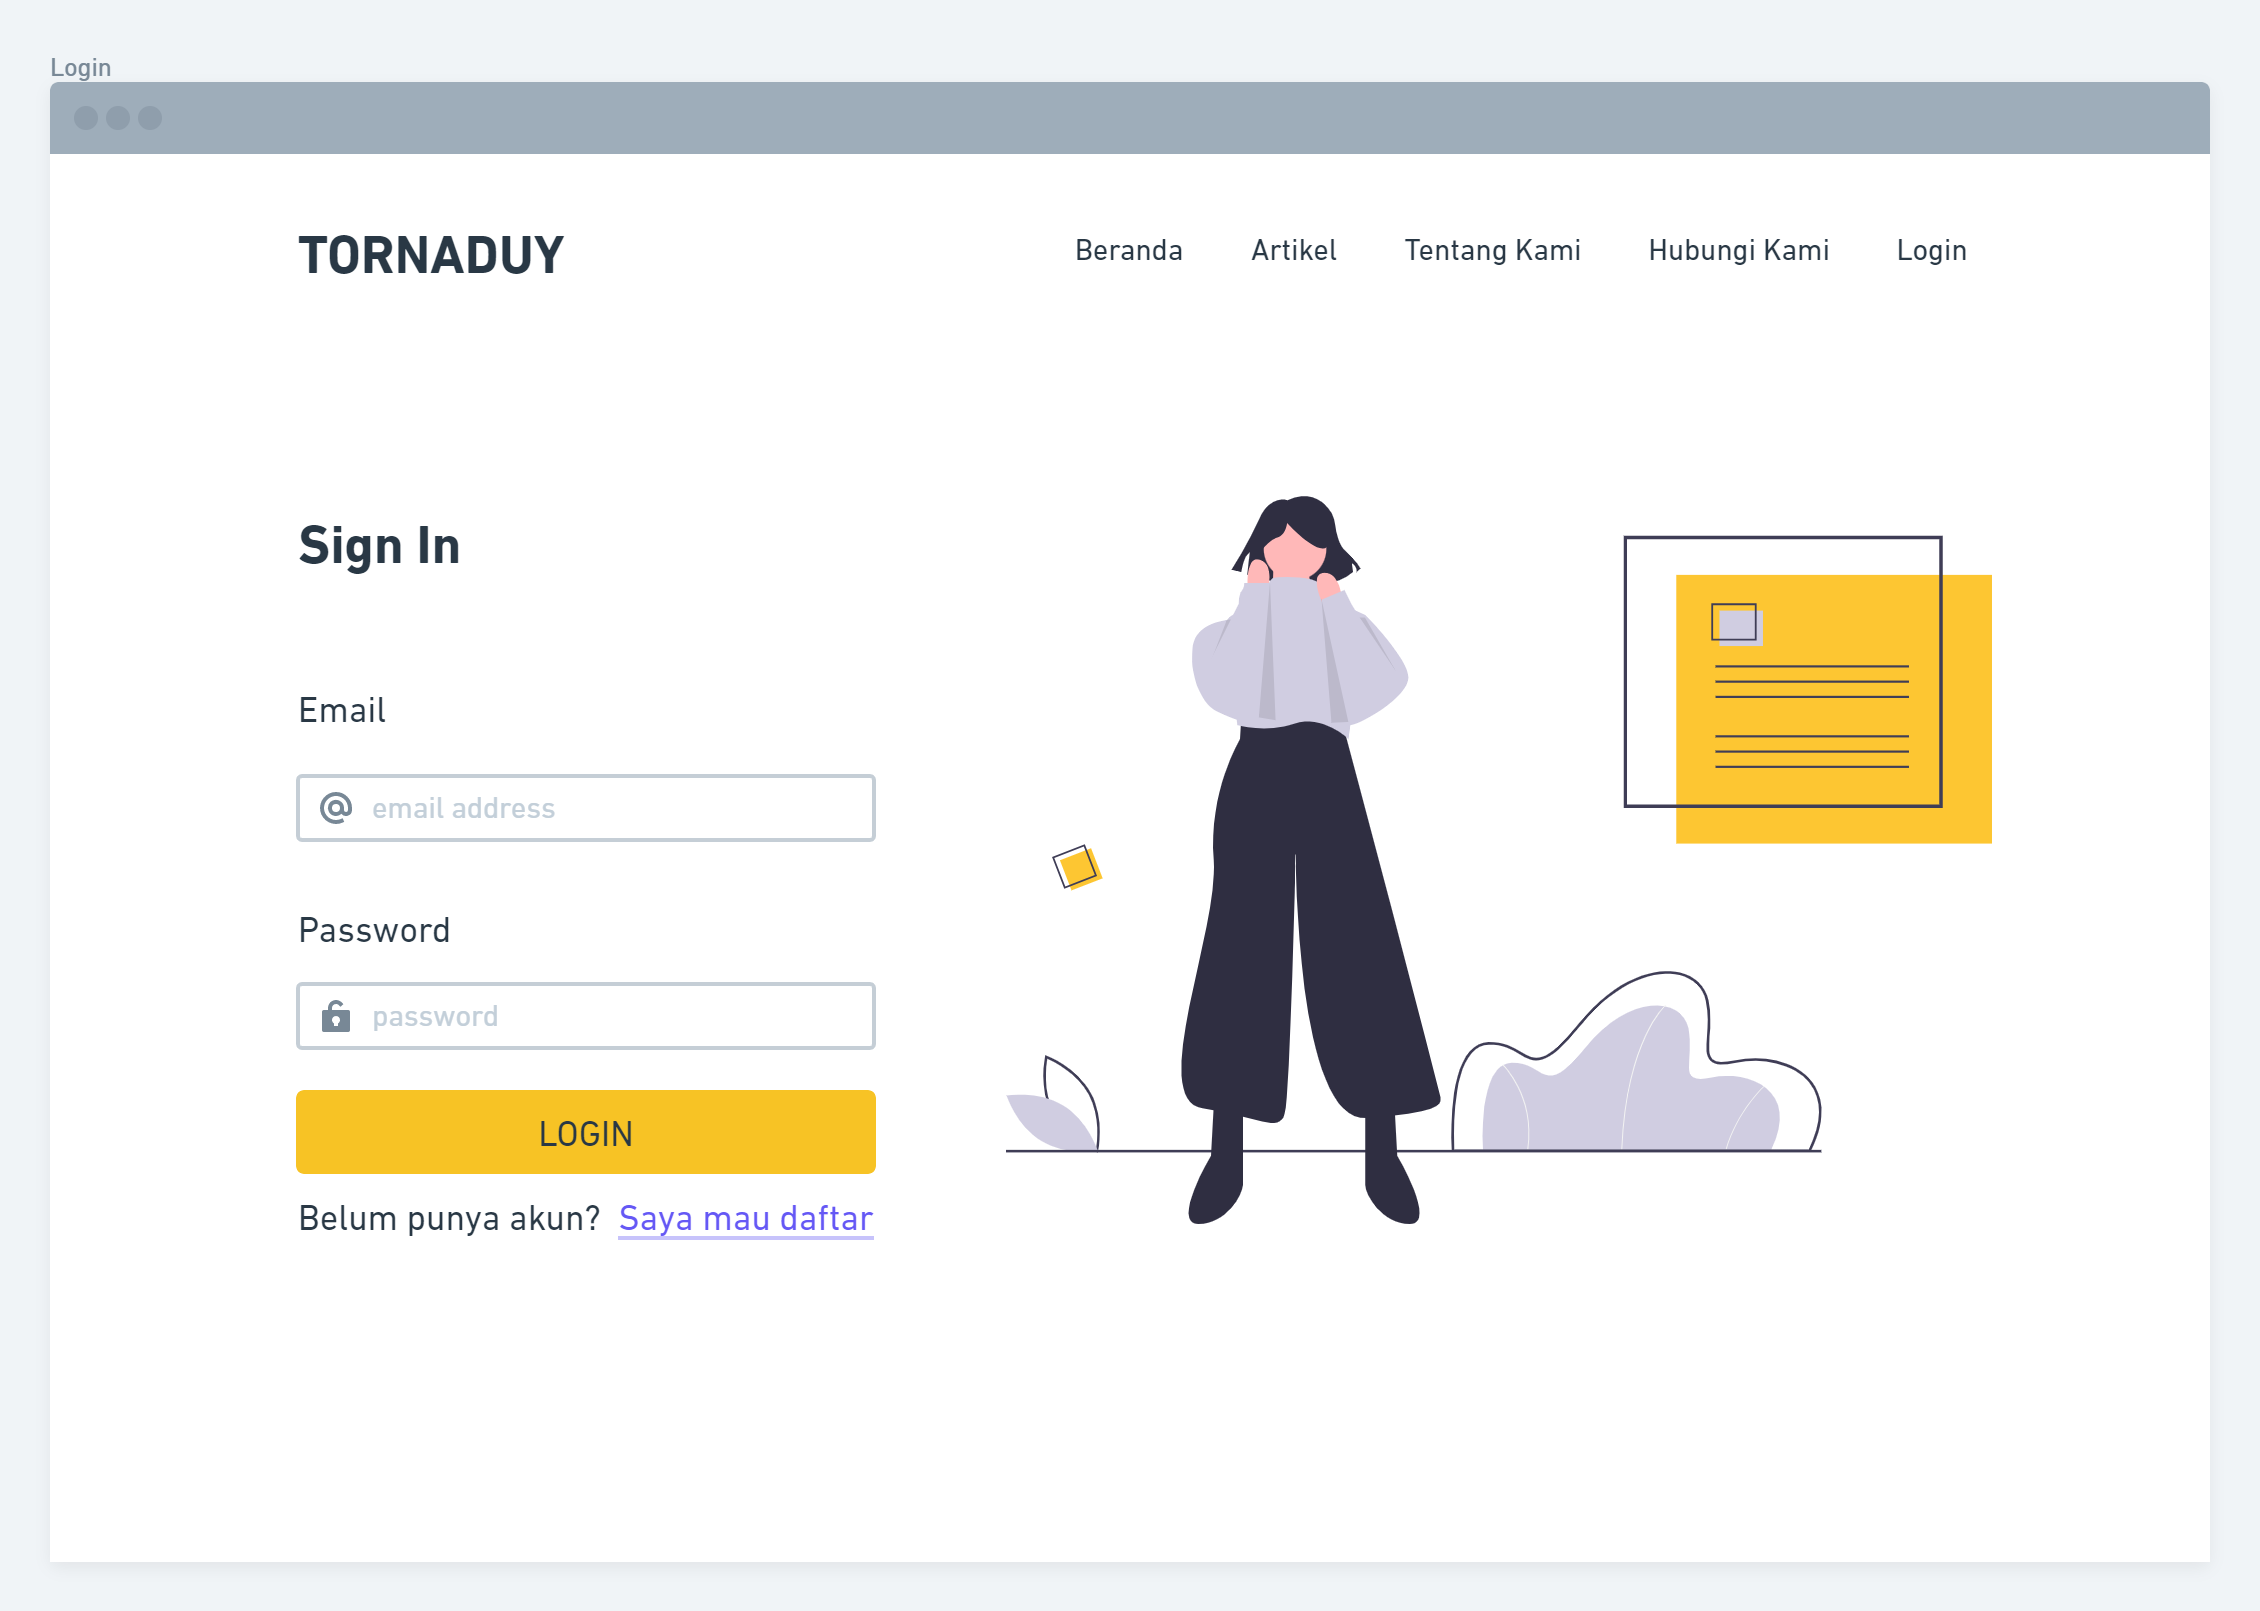 Login
TORNADUY
Beranda Artikel Tentang Kami Hubungi Kami Login
Sign In
Email
email address
Password
password
LOGIN
Belum punya akun? Saya mau daftar